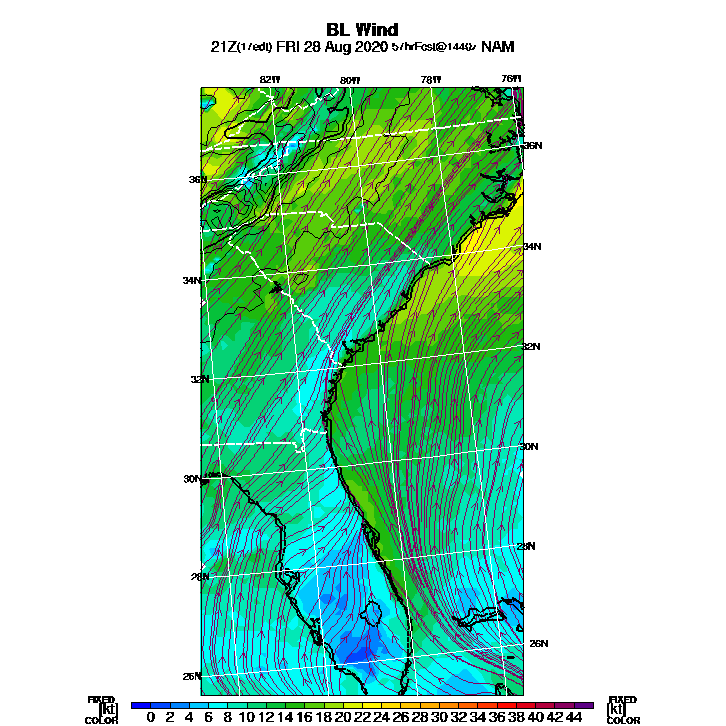 BL Wind
21Z(17edt) FRI 28 Aug 2020 57hrFcst@1440z NAM
82W 80W 78W 76W
36N
36N
34N
34N
32N
32N
30N
30N
28N
28N
26N
26N
FIXED FIXED
[kt] 0 2 4 6 8 10 12 14 16 18 20 22 24 26 28 30 32 34 36 38 40 42 44 [kt]
COLOR COLOR